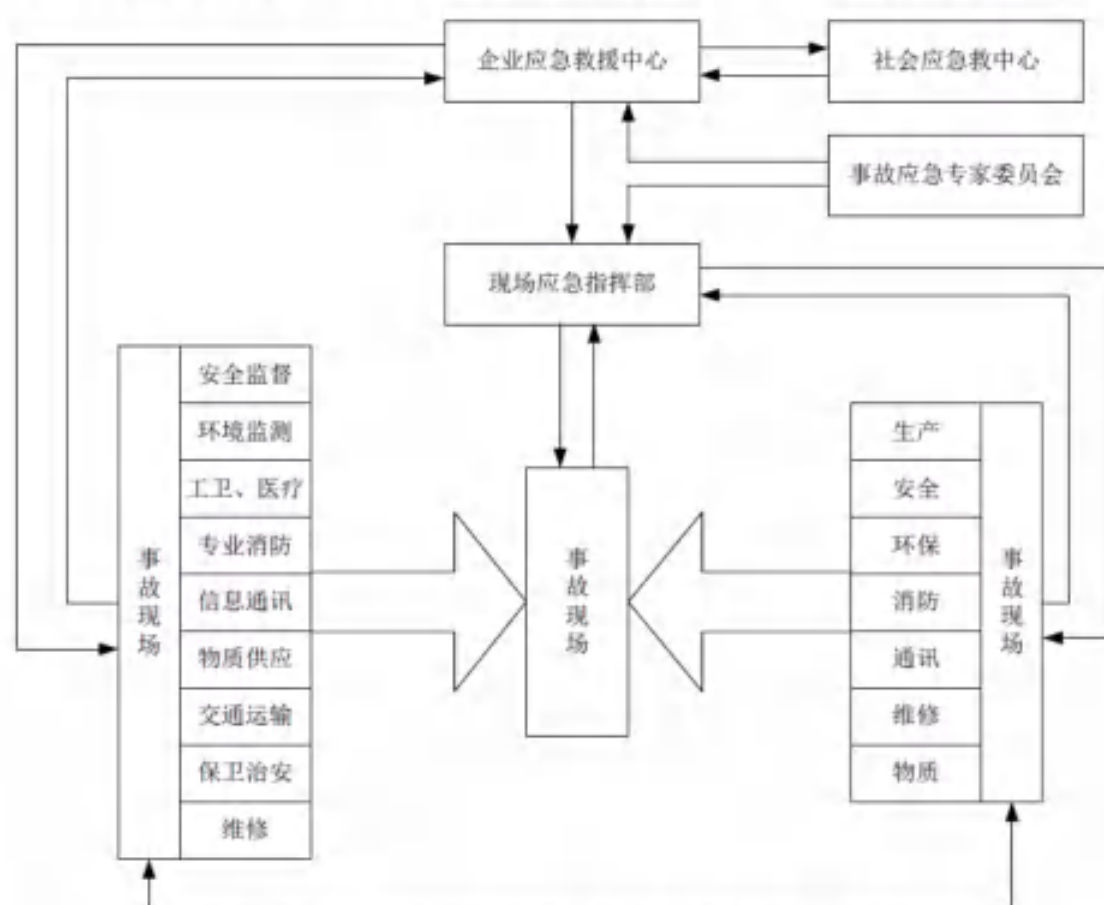 企业应急救援中心
社会应急救中心
事故应急专家委员会
现场应急指挥部
事故现场
安全监督
环境监测
工卫、医疗
专业消防
信息通讯
物质供应
交通运输
保卫治安
维修
事故现场
生产
安全
环保
消防
通讯
维修
物质
事故现场